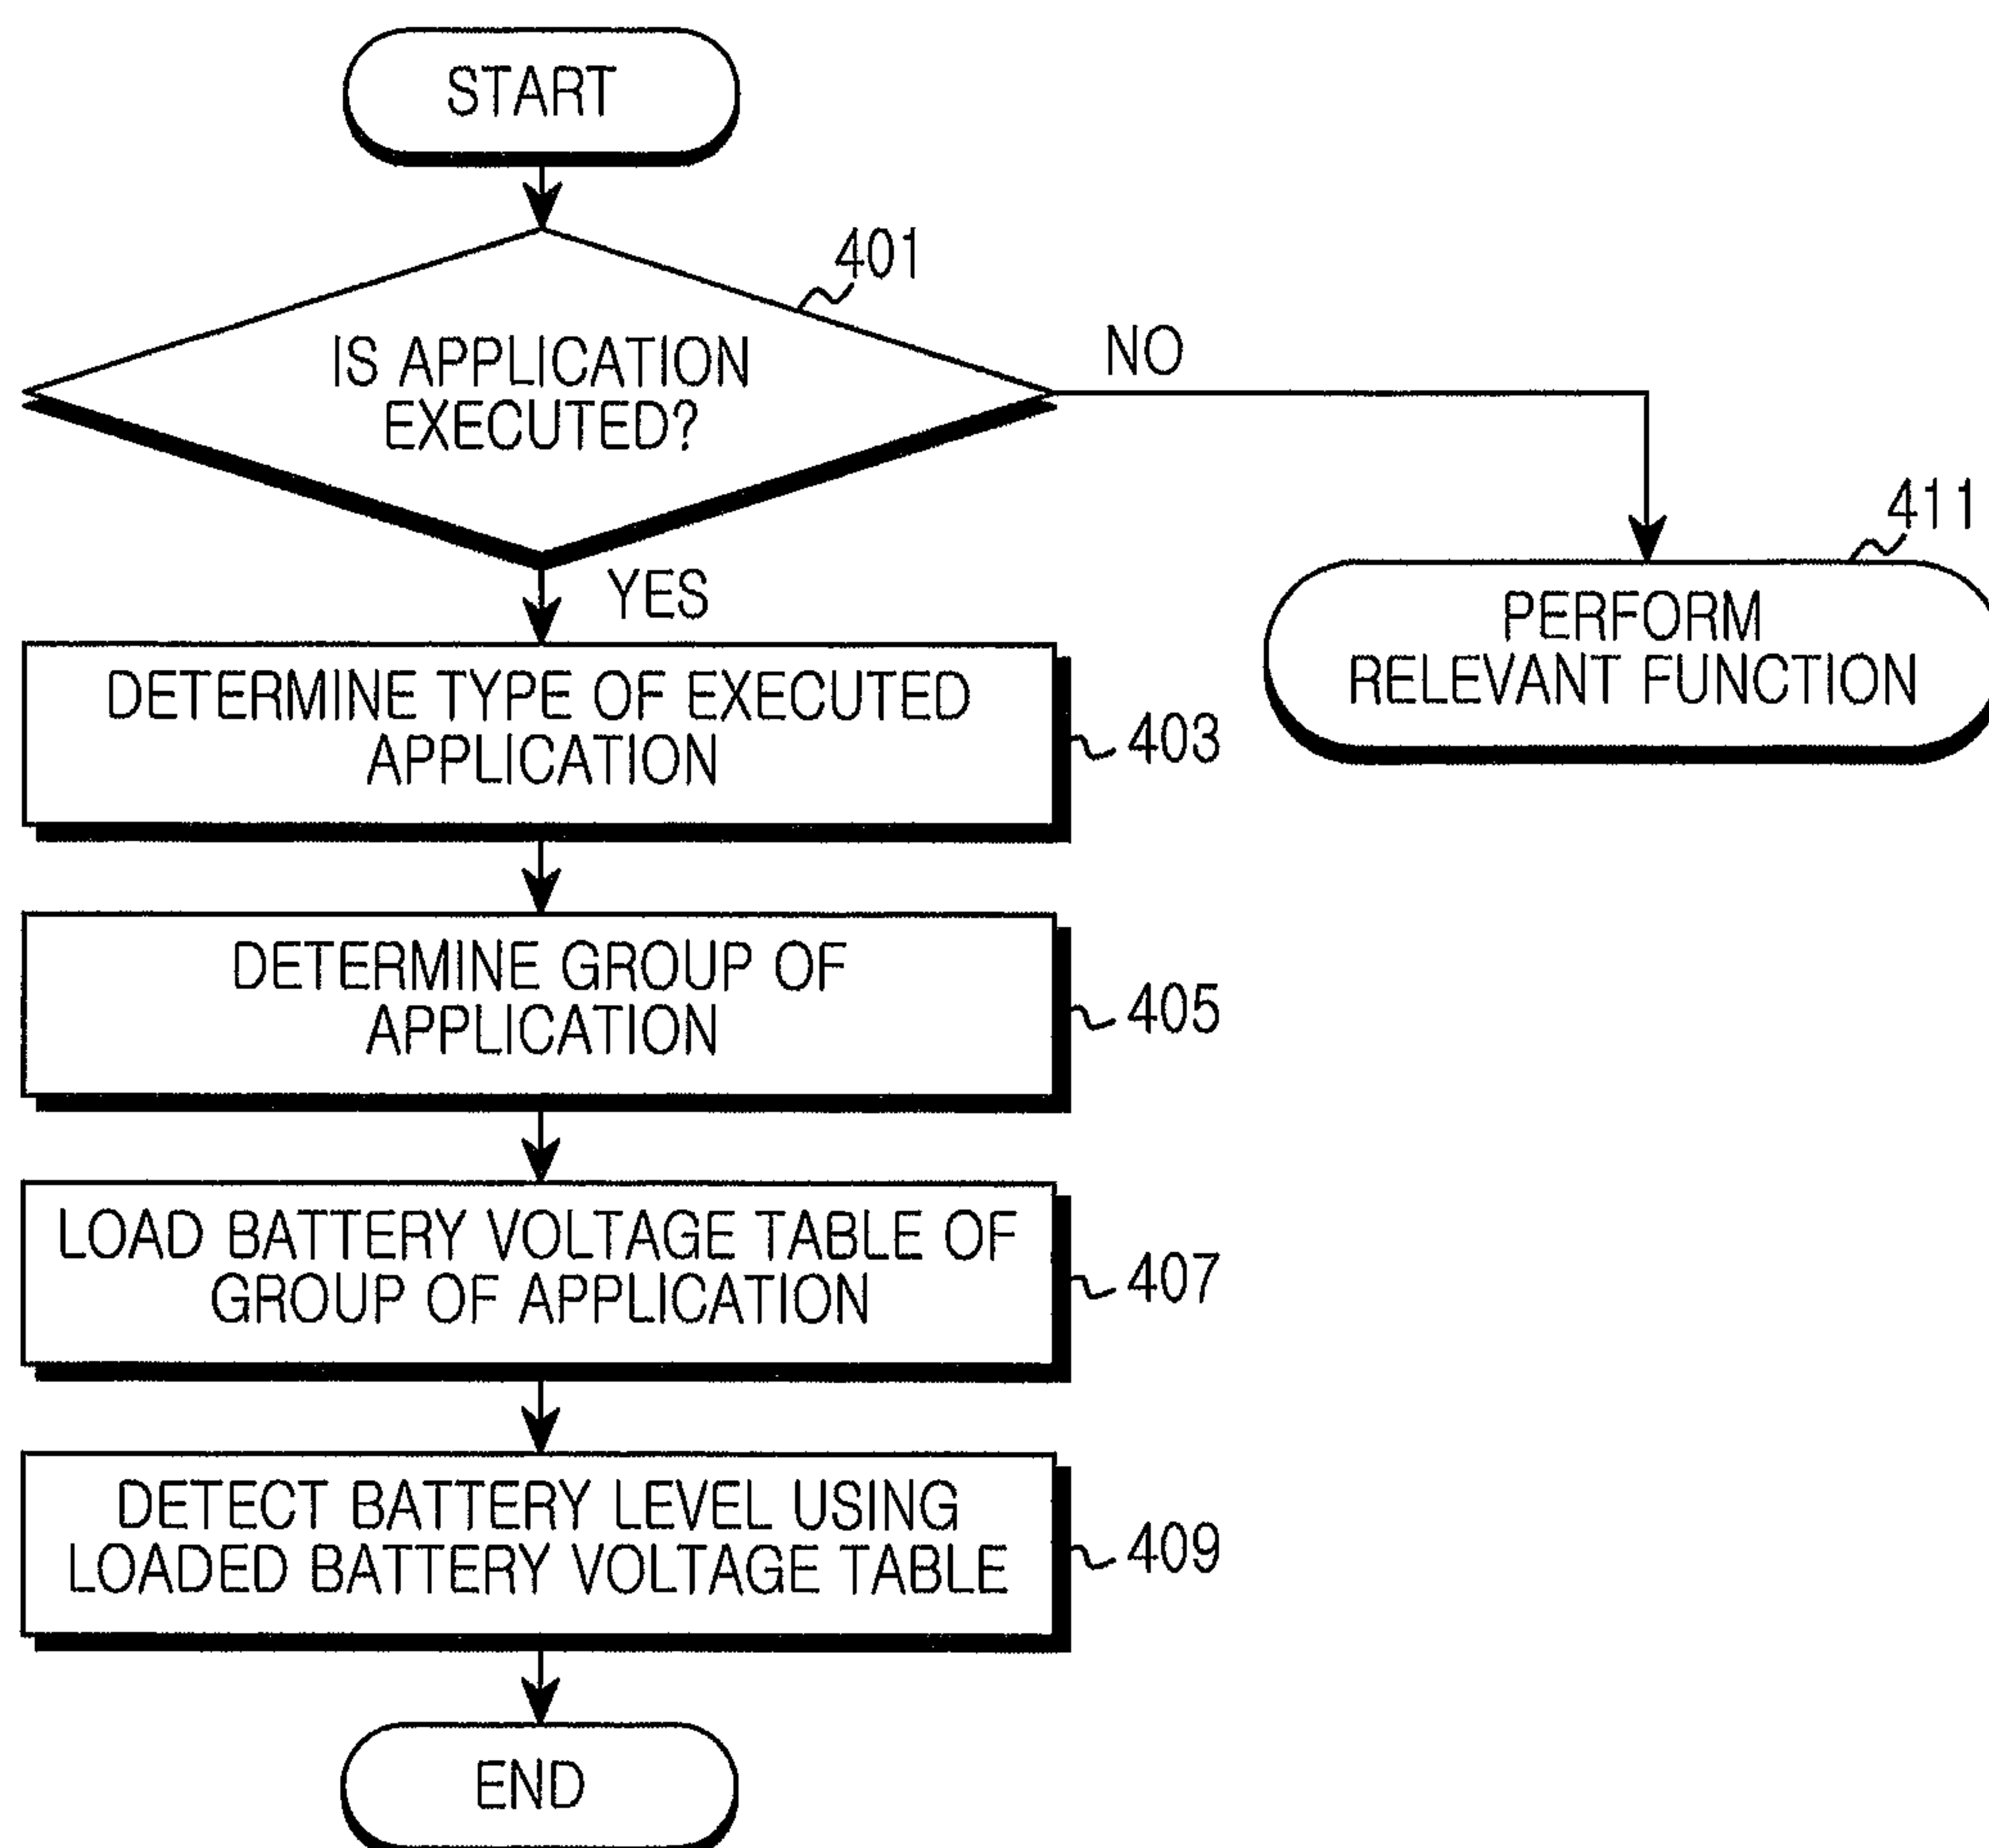 START
401
IS APPLICATION
EXECUTED?
NO
YES
411
PERFORM
RELEVANT FUNCTION
DETERMINE TYPE OF EXECUTED
APPLICATION
403
DETERMINE GROUP OF
APPLICATION
405
LOAD BATTERY VOLTAGE TABLE OF
GROUP OF APPLICATION
407
DETECT BATTERY LEVEL USING
LOADED BATTERY VOLTAGE TABLE
409
END